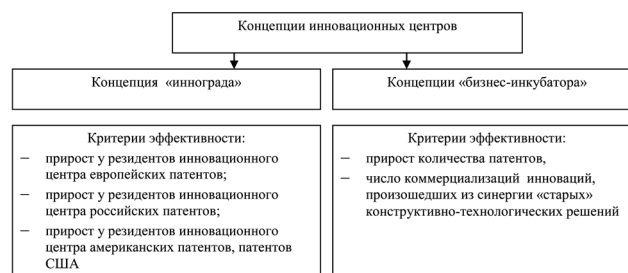 Концепции инновационных центров
Концепция «иннограда»
Концепции «бизнес-инкубатора»
Критерии эффективности:
– прирост у резидентов инновационного
центра европейских патентов;
– прирост у резидентов инновационного
центра российских патентов;
– прирост у резидентов инновационного
центра американских патентов, патентов
США
Критерии эффективности:
– прирост количества патентов,
– число коммерциализаций инноваций,
произошедших из синергии «старых»
конструктивно-технологических решений